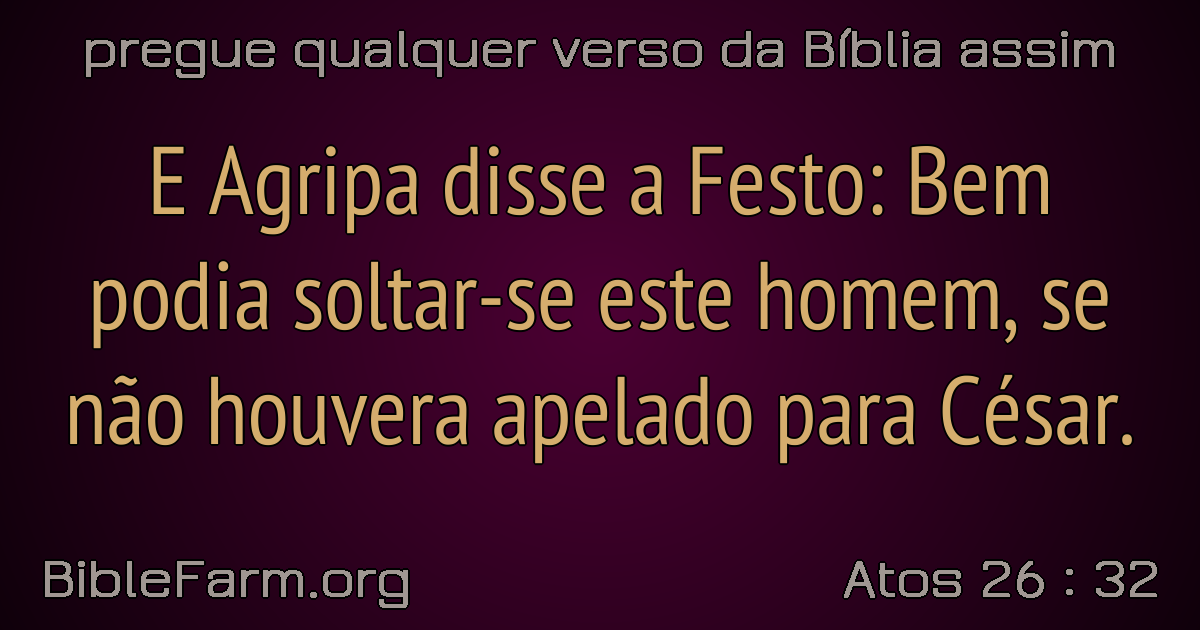 pregue qualquer verso da Bíblia assim
E Agripa disse a Festo: Bem
podia soltar-se este homem, se
não houvera apelado para César.
BibleFarm.org
Atos 26 : 32